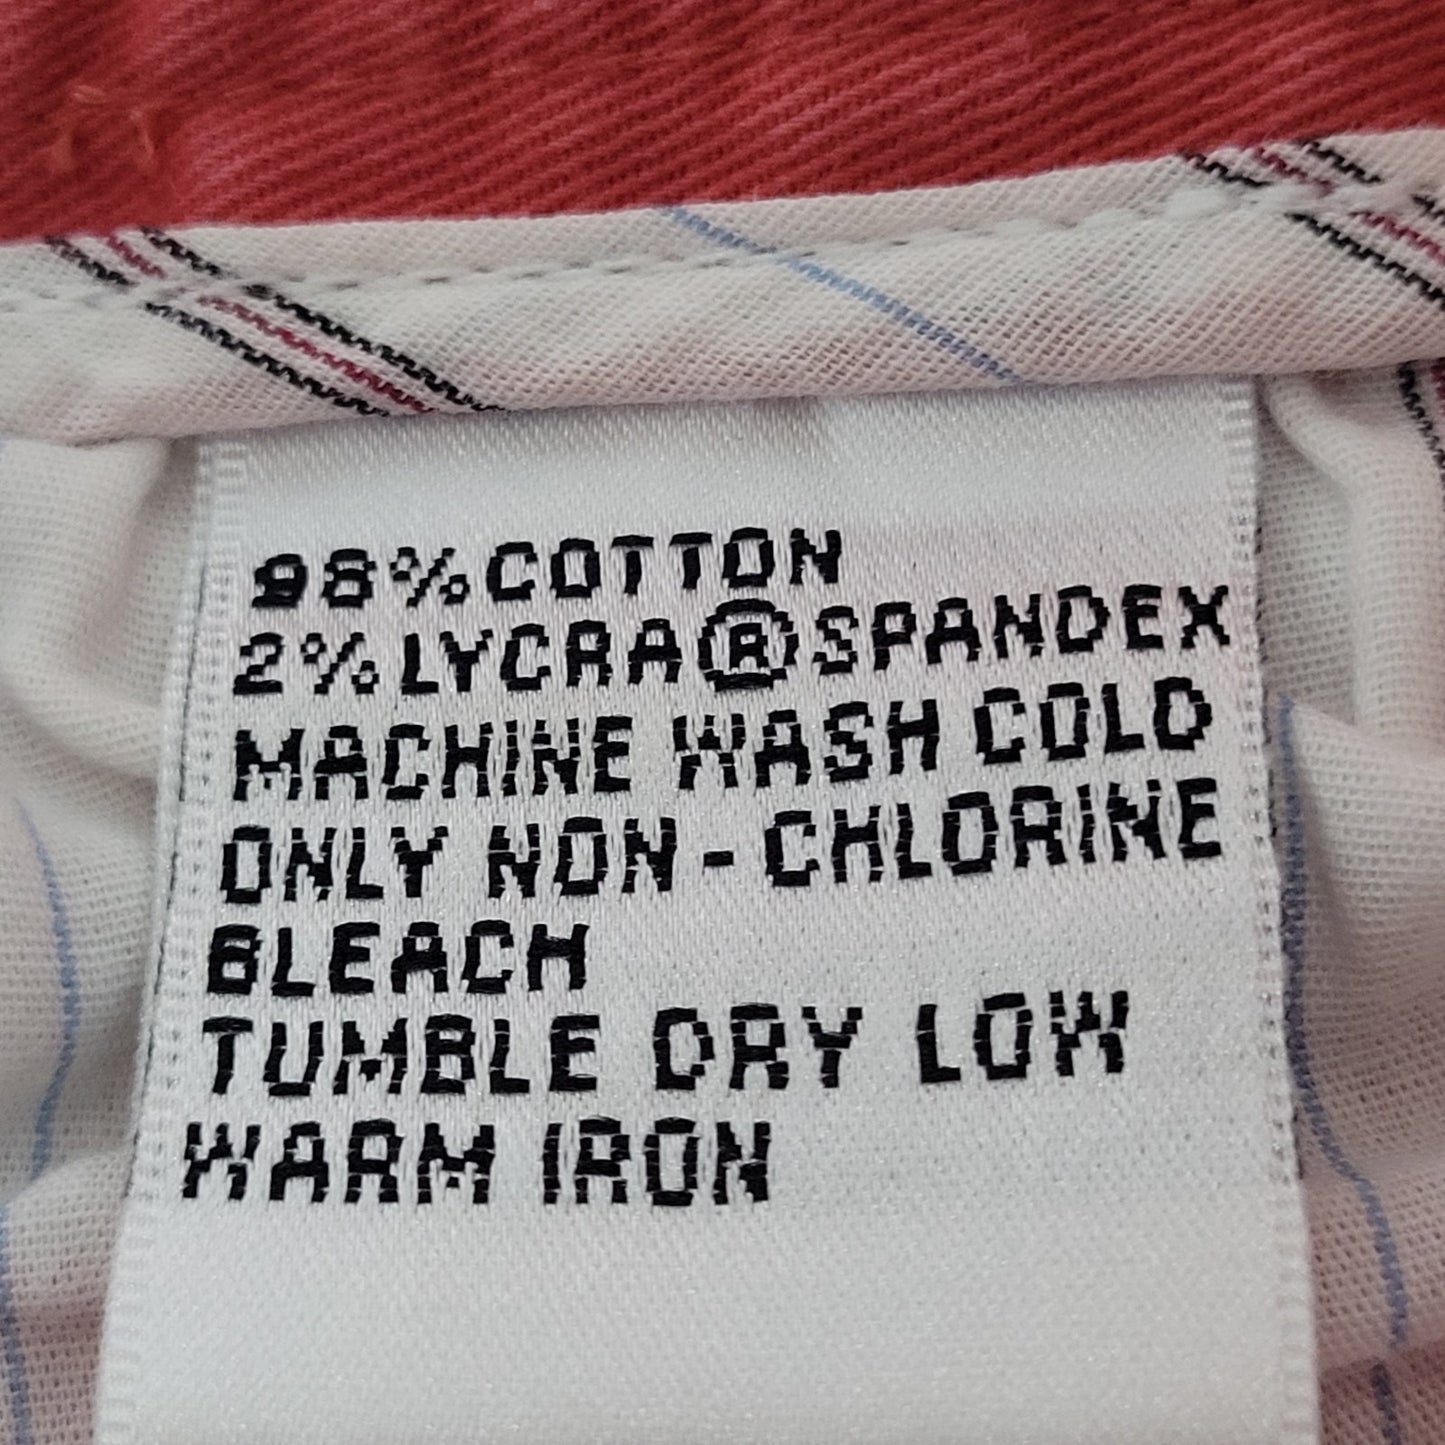 98% COTTON
2% LYCRA® SPANDEX
MACHINE WASH COLD
ONLY NON-CHLORINE
BLEACH
TUMBLE DRY LOW
WARM IRON